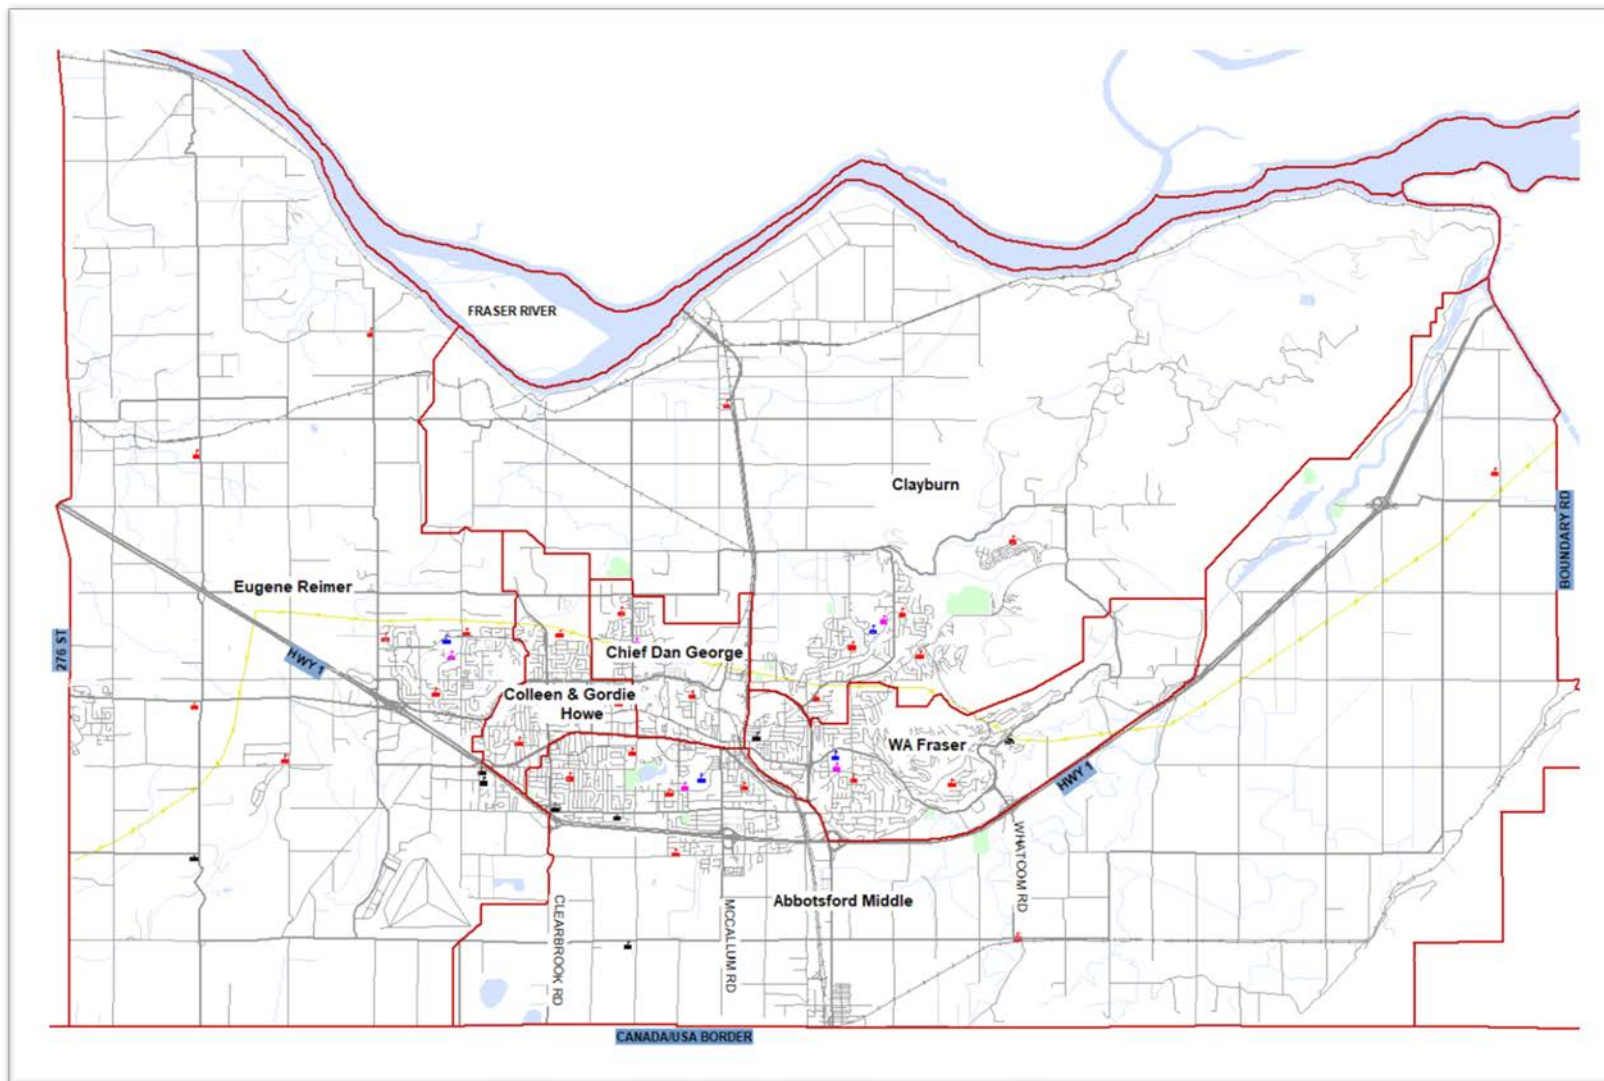 FRASER RIVER
Clayburn
BOUNDARY RD
Eugene Reimer
276 ST
HWY 1
Chief Dan George
Colleen & Gordie
Howe
WA Fraser
HWY 1
WHATCOM RD
Abbotsford Middle
CLEARBROOK RD
MCCALLUM RD
CANADA/USA BORDER